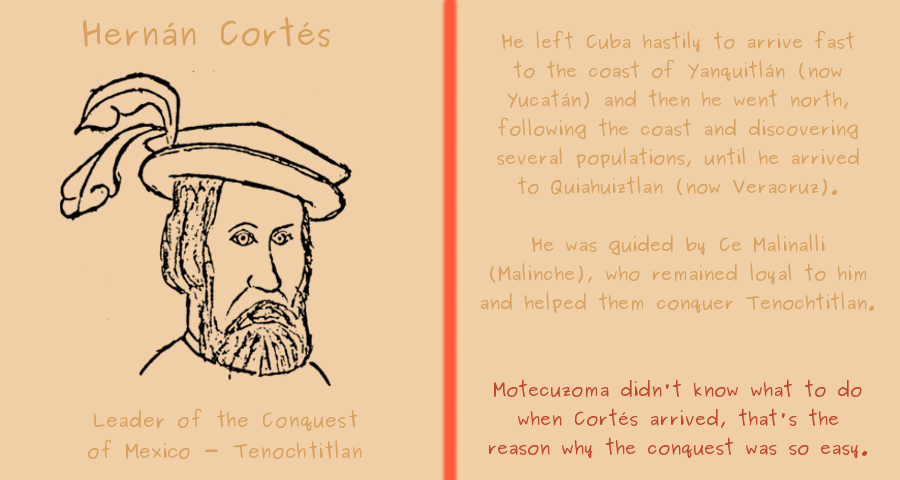 Hernán Cortés
Leader of the Conquest
of Mexico – Tenochtitlan
He left Cuba hastily to arrive fast
to the coast of Yanquitlán (now
Yucatán) and then he went north,
following the coast and discovering
several populations, until he arrived
to Quiahuiztlan (now Veracruz).
He was guided by Ce Malinalli
(Malinche), who remained loyal to him
and helped them conquer Tenochtitlan.
Motecuzoma didn't know what to do
when Cortés arrived, that's the
reason why the conquest was so easy.